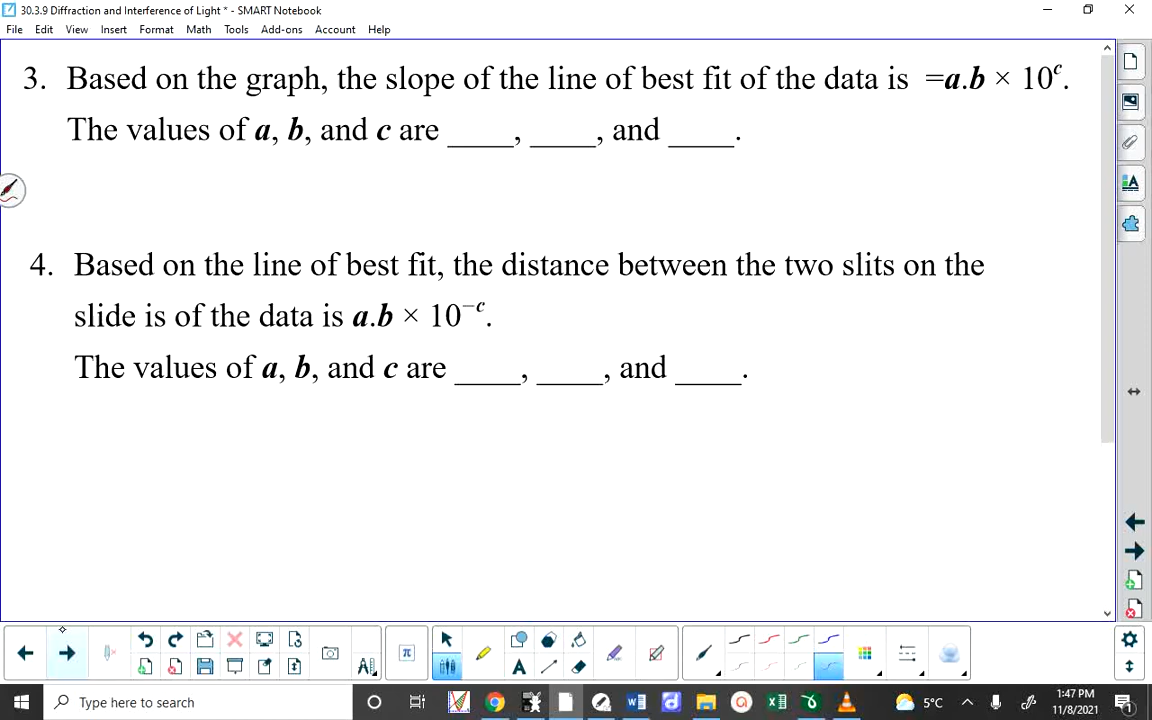 30.3.9 Diffraction and Interference of Light * - SMART Notebook
File Edit View Insert Format Math Tools Add-ons Account Help
3. Based on the graph, the slope of the line of best fit of the data is =a.b × 10ᶜ.
The values of a, b, and c are ____, ____, and ____.
4. Based on the line of best fit, the distance between the two slits on the
slide is of the data is a.b × 10⁻ᶜ.
The values of a, b, and c are ____, ____, and ____.
Type here to search
5°C
1:47 PM
11/8/2021